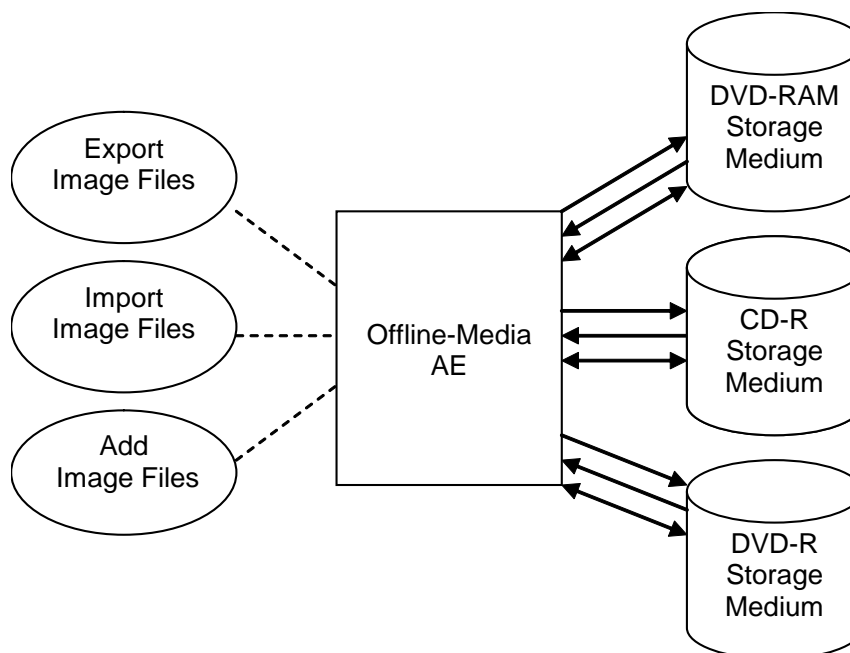 Export
Image Files
Import
Image Files
Add
Image Files
Offline-Media
AE
DVD-RAM
Storage
Medium
CD-R
Storage
Medium
DVD-R
Storage
Medium